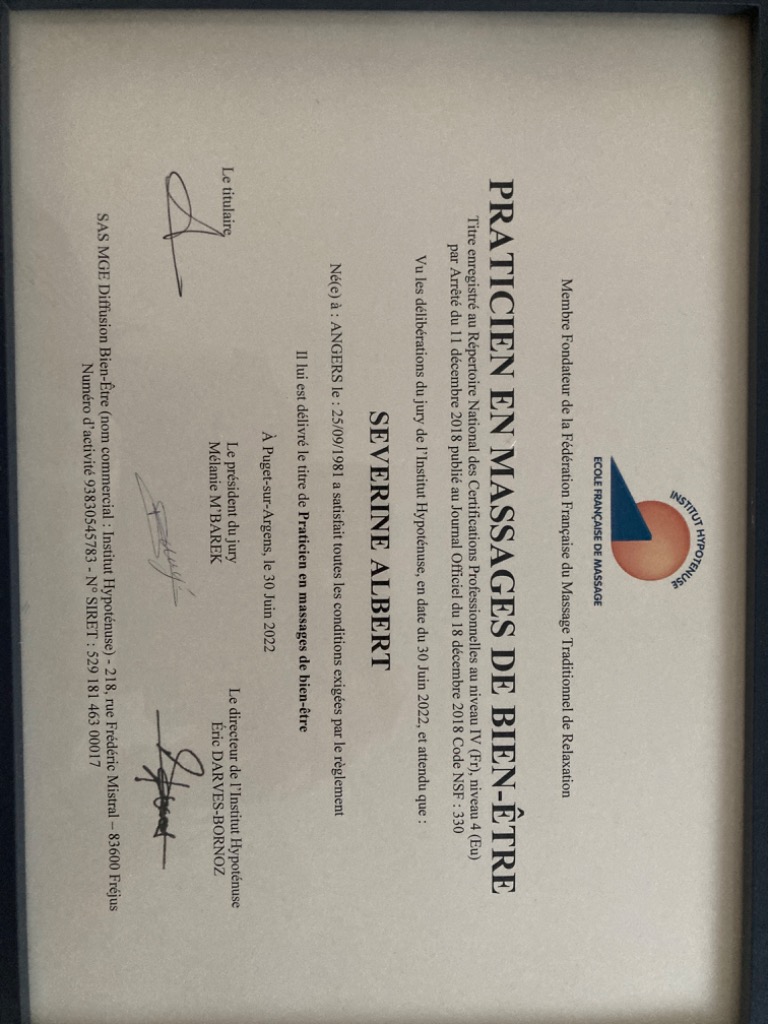 INSTITUT HYPOTÉNUSE
ECOLE FRANÇAISE DE MASSAGE
Membre Fondateur de la Fédération Française du Massage Traditionnel de Relaxation
PRATICIEN EN MASSAGES DE BIEN-ÊTRE
Titre enregistré au Répertoire National des Certifications Professionnelles au niveau IV (Fr), niveau 4 (Eu)
par Arrêté du 11 décembre 2018 publié au Journal Officiel du 18 décembre 2018 Code NSF : 330
Vu les délibérations du jury de l'Institut Hypoténuse, en date du 30 Juin 2022, et attendu que :
SEVERINE ALBERT
Né(e) à : ANGERS le : 25/09/1981 a satisfait toutes les conditions exigées par le règlement
Il lui est délivré le titre de Praticien en massages de bien-être
À Puget-sur-Argens, le 30 Juin 2022
Le titulaire,
Le président du jury
Mélanie M'BAREK
Le directeur de l'Institut Hypoténuse
Éric DARVES-BORNOZ
SAS MGE Diffusion Bien-Être (nom commercial : Institut Hypoténuse) - 218, rue Frédéric Mistral – 83600 Fréjus
Numéro d'activité 93830545783 - N° SIRET : 529 181 463 00017